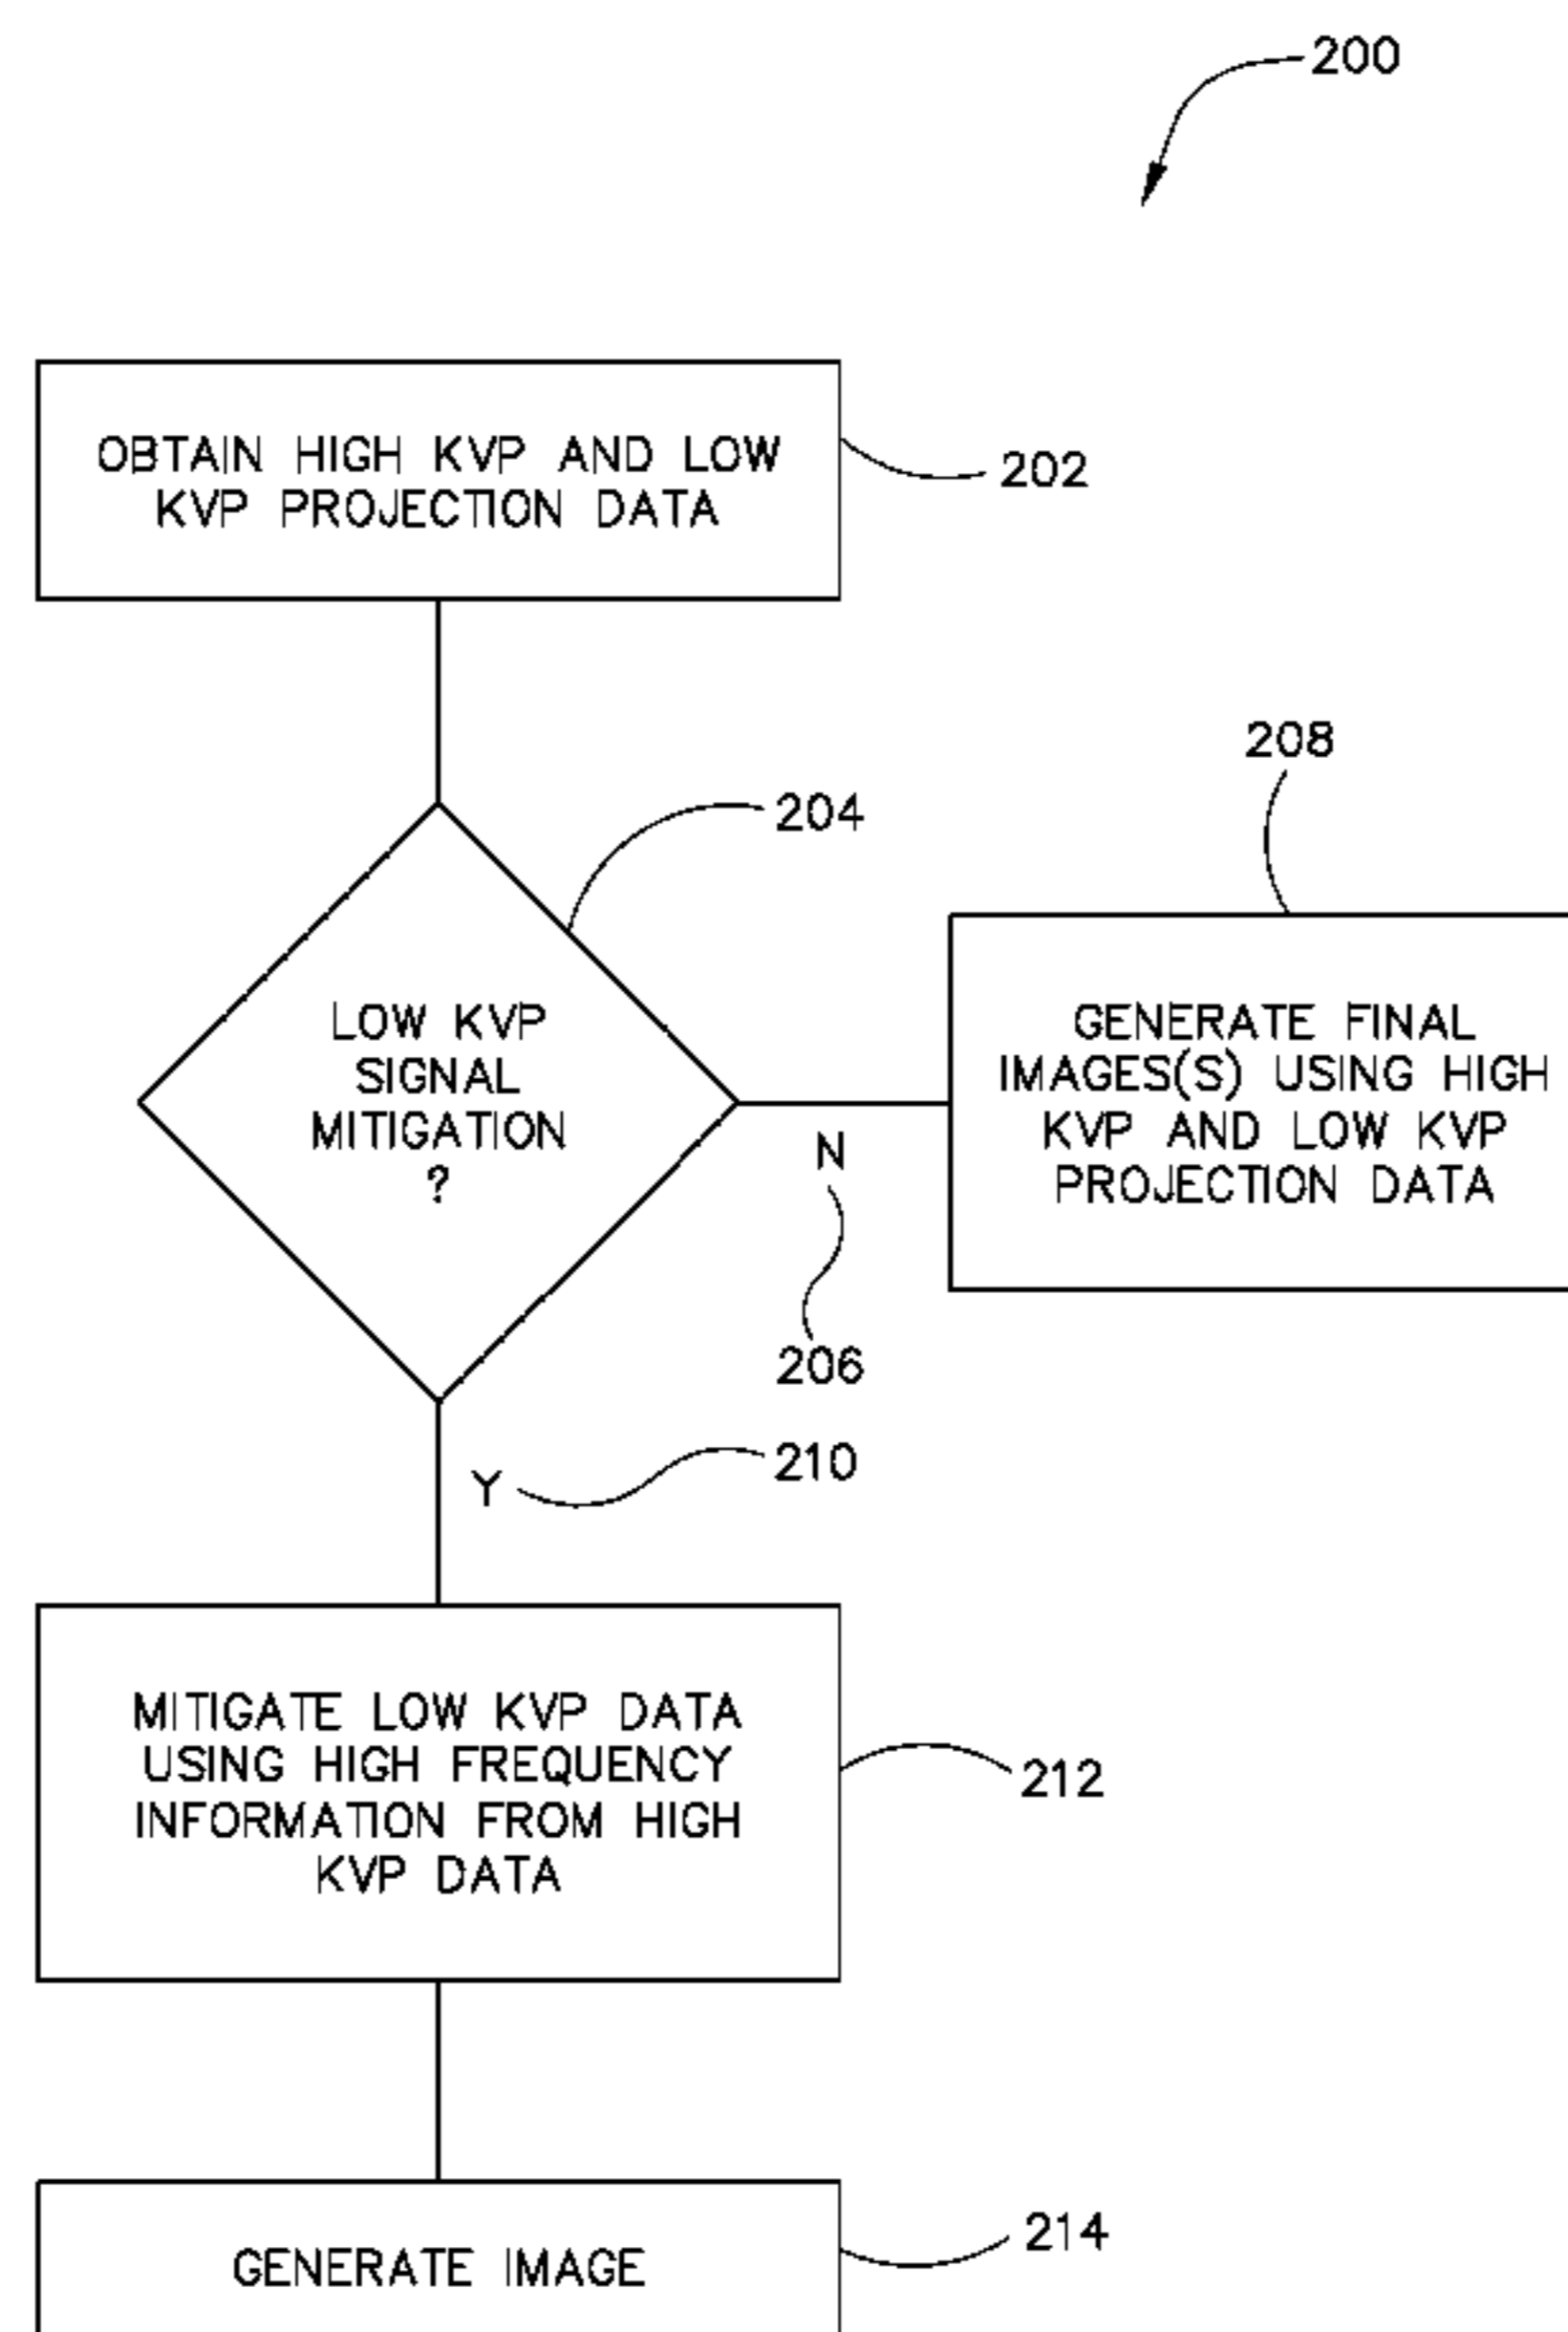 200
OBTAIN HIGH KVP AND LOW
KVP PROJECTION DATA
202
204
LOW KVP
SIGNAL
MITIGATION
?
208
GENERATE FINAL
IMAGES(S) USING HIGH
KVP AND LOW KVP
PROJECTION DATA
N
206
Y
210
MITIGATE LOW KVP DATA
USING HIGH FREQUENCY
INFORMATION FROM HIGH
KVP DATA
212
GENERATE IMAGE
214